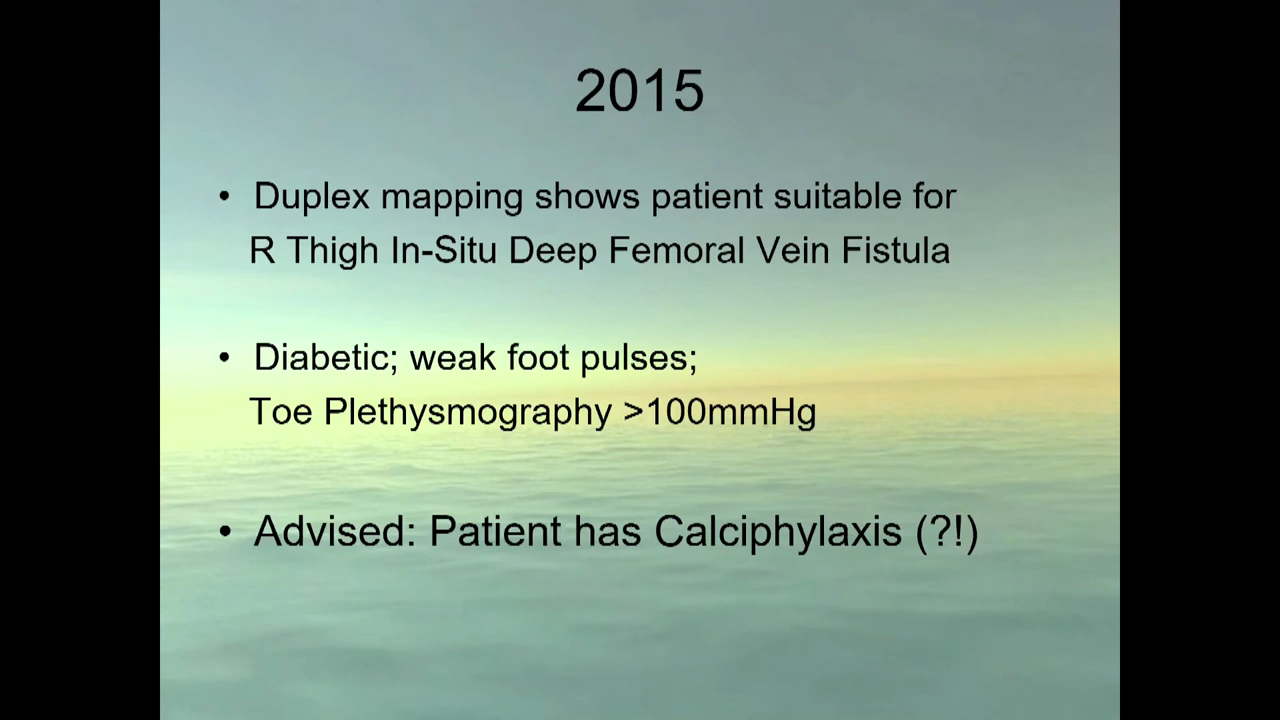 2015
• Duplex mapping shows patient suitable for
R Thigh In-Situ Deep Femoral Vein Fistula
• Diabetic; weak foot pulses;
Toe Plethysmography >100mmHg
• Advised: Patient has Calciphylaxis (?!)